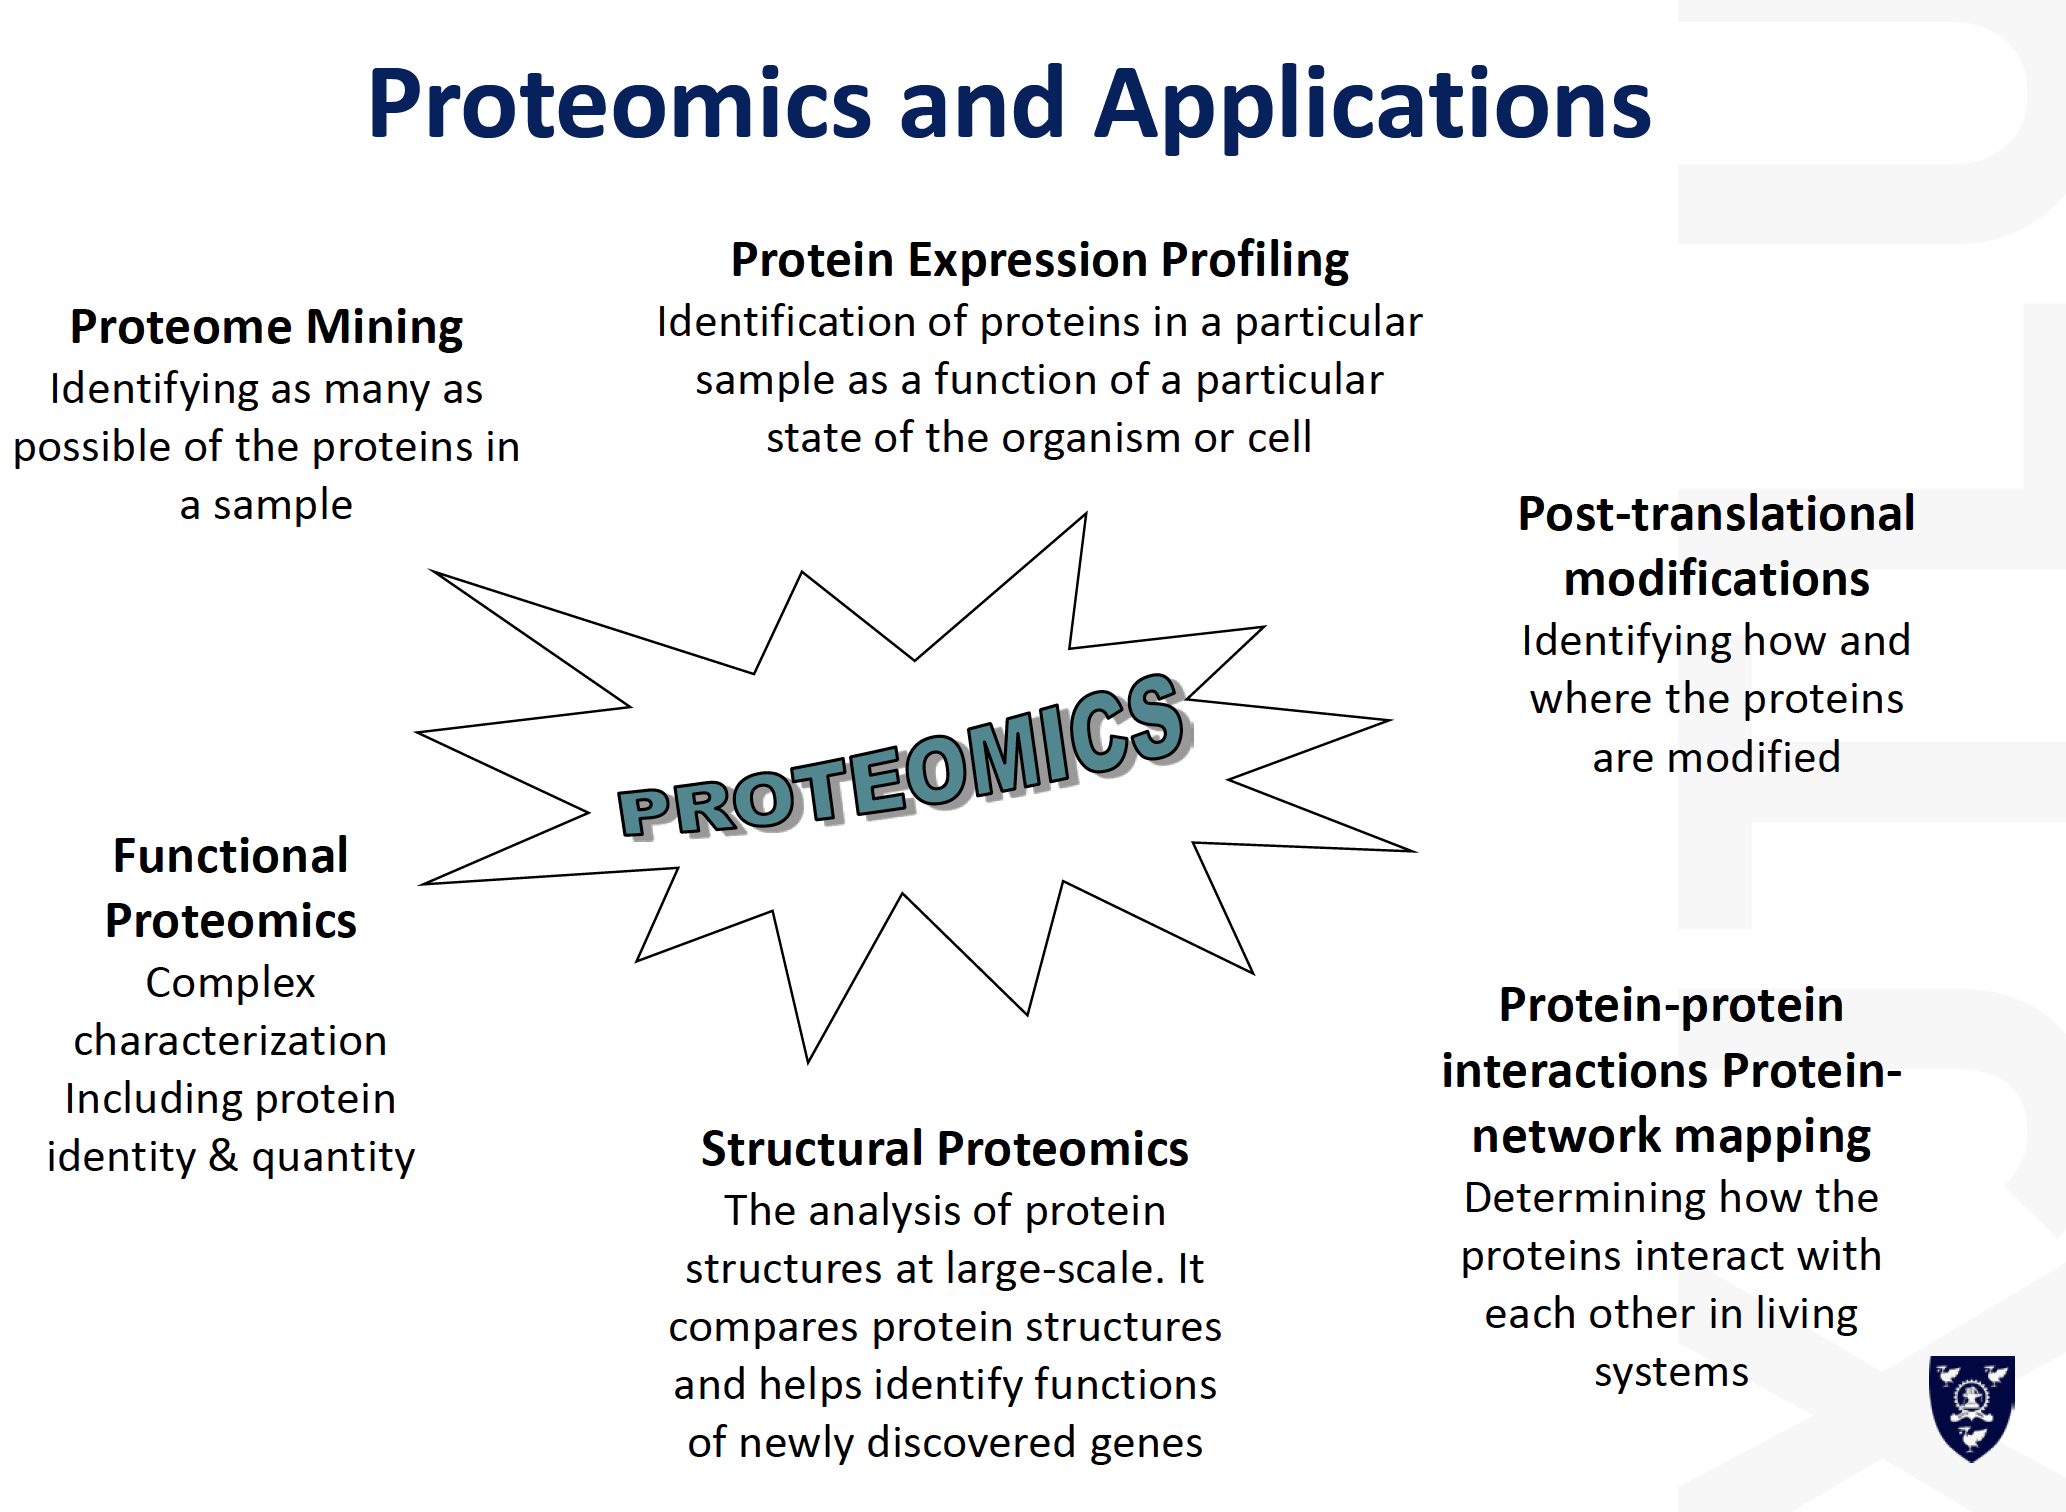 Proteomics and Applications
Protein Expression Profiling
Identification of proteins in a particular
sample as a function of a particular
state of the organism or cell
Proteome Mining
Identifying as many as
possible of the proteins in
a sample
Post-translational
modifications
Identifying how and
where the proteins
are modified
PROTEOMICS
Functional
Proteomics
Complex
characterization
Including protein
identity & quantity
Protein-protein
interactions Protein-
network mapping
Determining how the
proteins interact with
each other in living
systems
Structural Proteomics
The analysis of protein
structures at large-scale. It
compares protein structures
and helps identify functions
of newly discovered genes